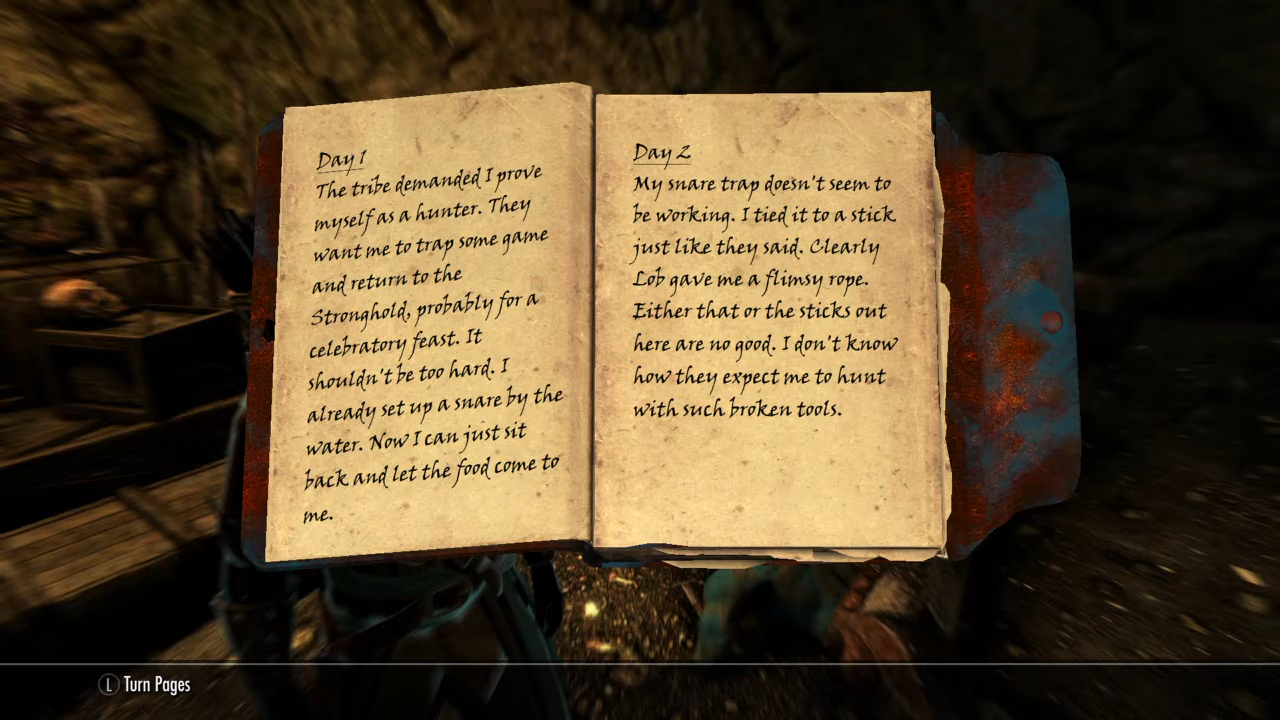 Day 1
The tribe demanded I prove
myself as a hunter. They
want me to trap some game
and return to the
Stronghold, probably for a
celebratory feast. It
shouldn't be too hard. I
already set up a snare by the
water. Now I can just sit
back and let the food come to
me.
Day 2
My snare trap doesn't seem to
be working. I tied it to a stick
just like they said. Clearly
Lob gave me a flimsy rope.
Either that or the sticks out
here are no good. I don't know
how they expect me to hunt
with such broken tools.
L Turn Pages